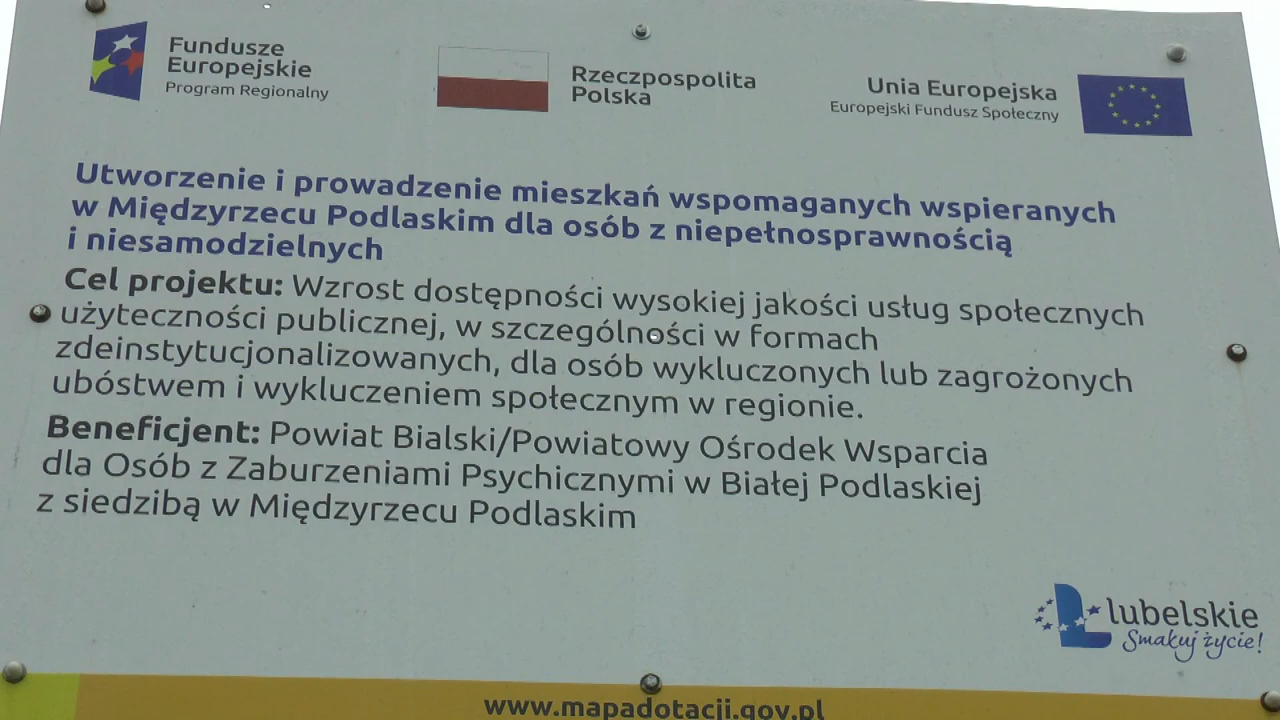 Fundusze
Europejskie
Program Regionalny
Rzeczpospolita
Polska
Unia Europejska
Europejski Fundusz Społeczny
Utworzenie i prowadzenie mieszkań wspomaganych wspieranych
w Międzyrzecu Podlaskim dla osób z niepełnosprawnością
i niesamodzielnych
Cel projektu: Wzrost dostępności wysokiej jakości usług społecznych
użyteczności publicznej, w szczególności w formach
zdeinstytucjonalizowanych, dla osób wykluczonych lub zagrożonych
ubóstwem i wykluczeniem społecznym w regionie.
Beneficjent: Powiat Bialski/Powiatowy Ośrodek Wsparcia
dla Osób z Zaburzeniami Psychicznymi w Białej Podlaskiej
z siedzibą w Międzyrzecu Podlaskim
lubelskie
Smakuj życie!
www.mapadotacji.gov.pl